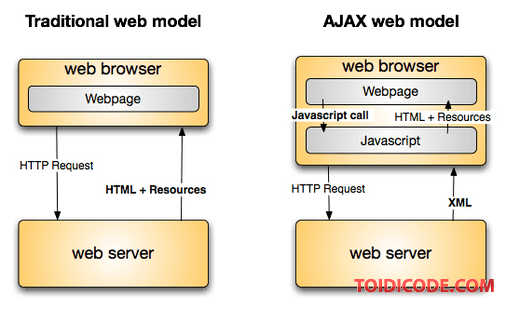 Traditional web model
web browser
Webpage
HTTP Request
HTML + Resources
web server
AJAX web model
web browser
Webpage
Javascript call
HTML + Resources
Javascript
HTTP Request
XML
web server
TOIDICODE.COM